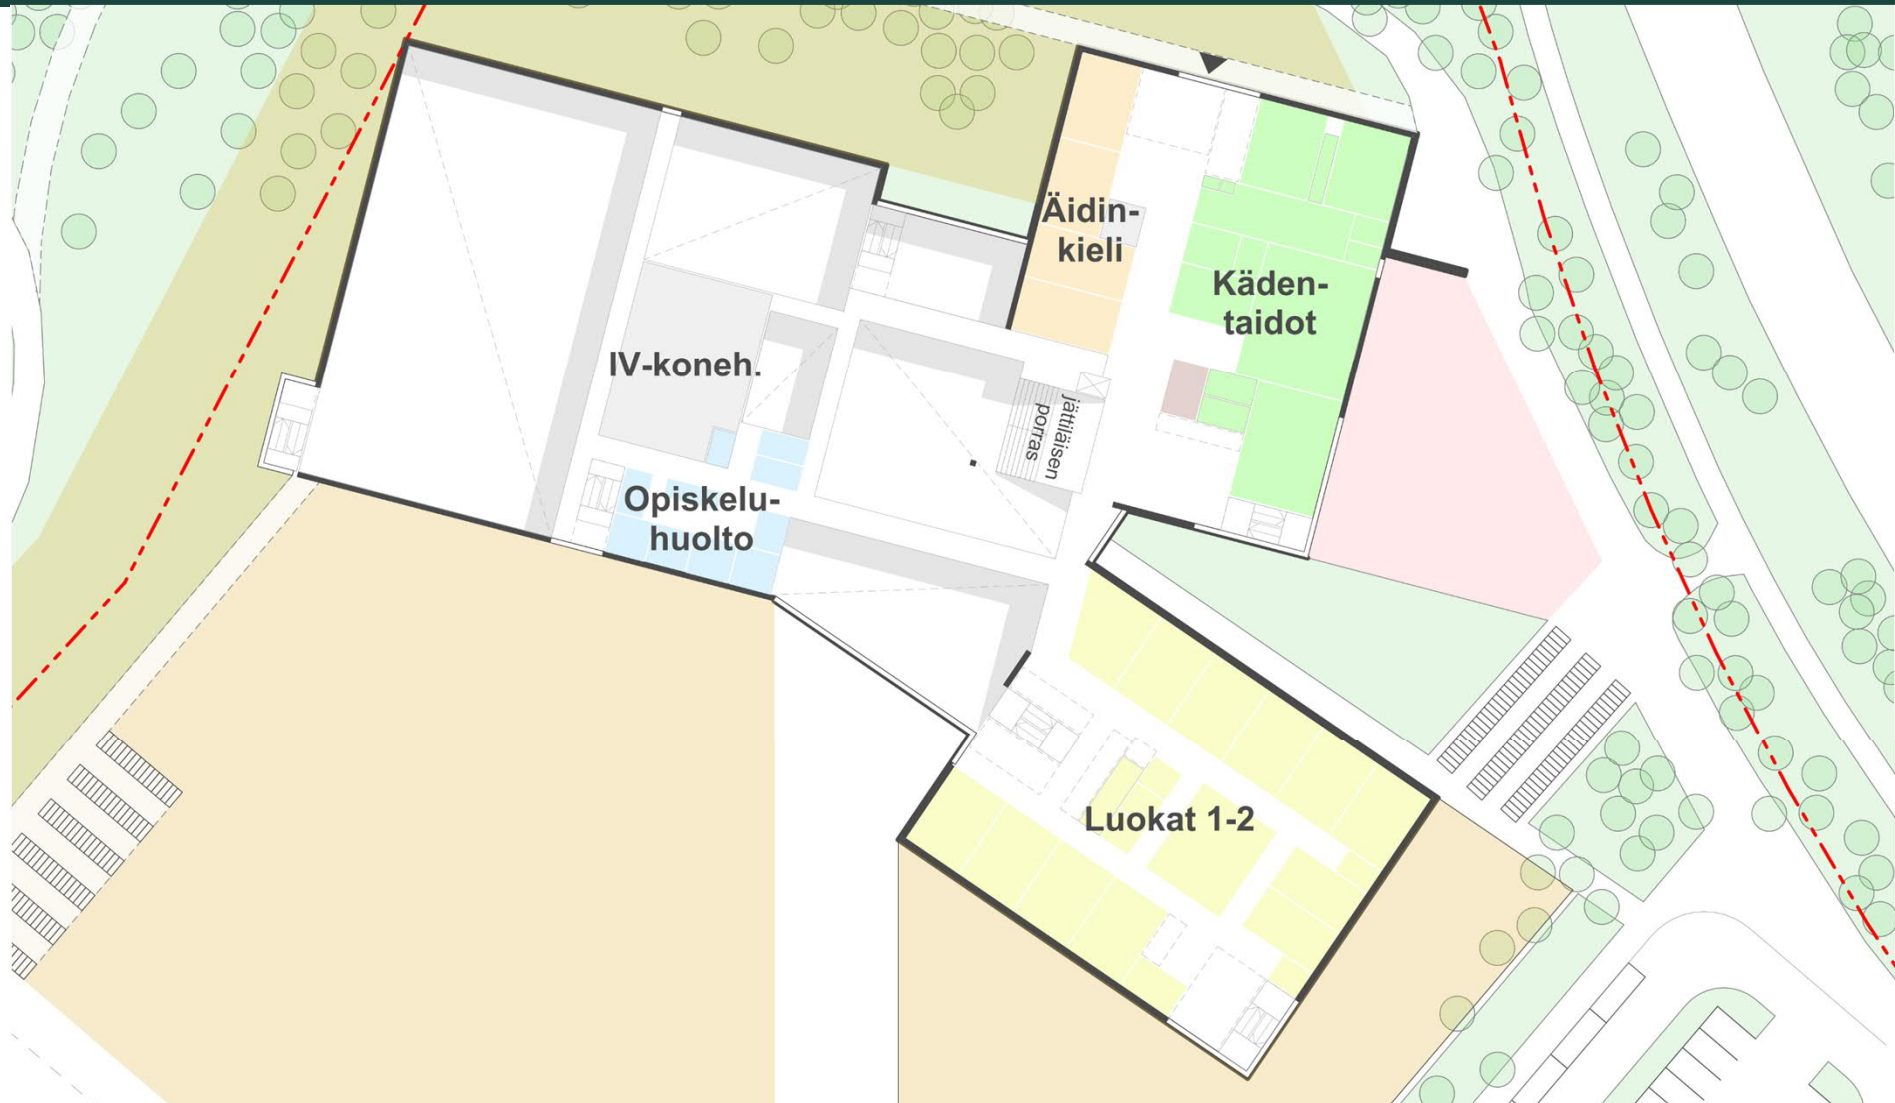 Äidin-
kieli
Käden-
taidot
IV-koneh.
jättiläisen
porras
Opiskelu-
huolto
Luokat 1-2